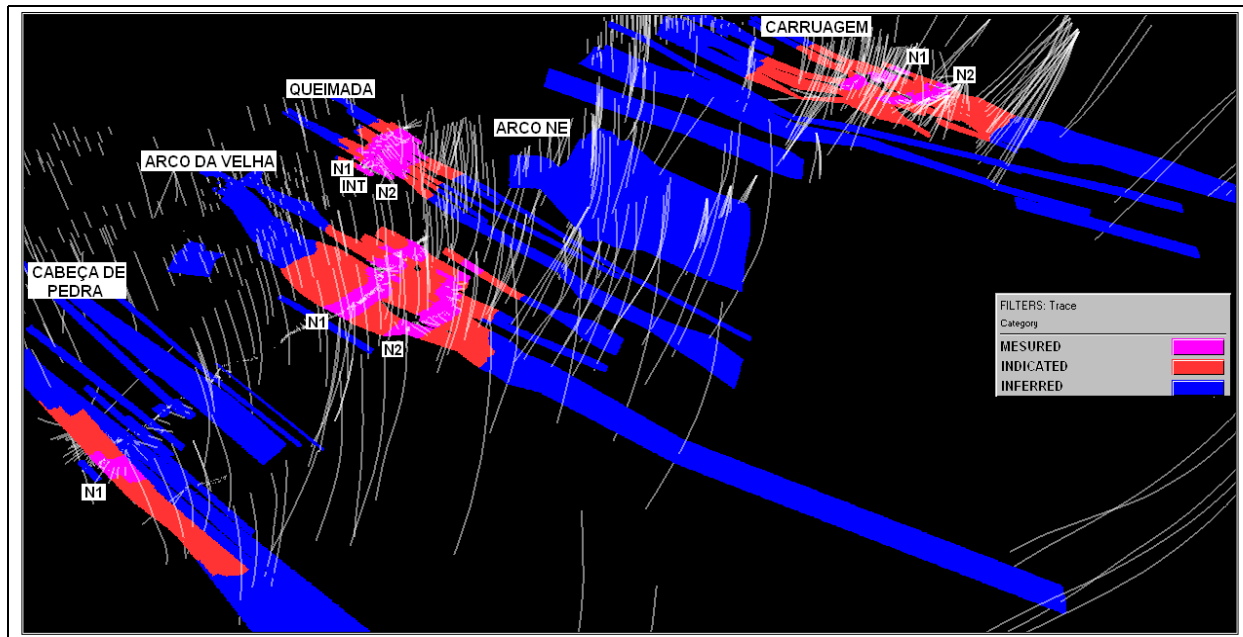 CARRUAGEM
N1
N2
QUEIMADA
ARCO NE
ARCO DA VELHA
N1
INT
N2
CABEÇA DE
PEDRA
N1
N2
N1
FILTERS: Trace
Category
MESURED
INDICATED
INFERRED